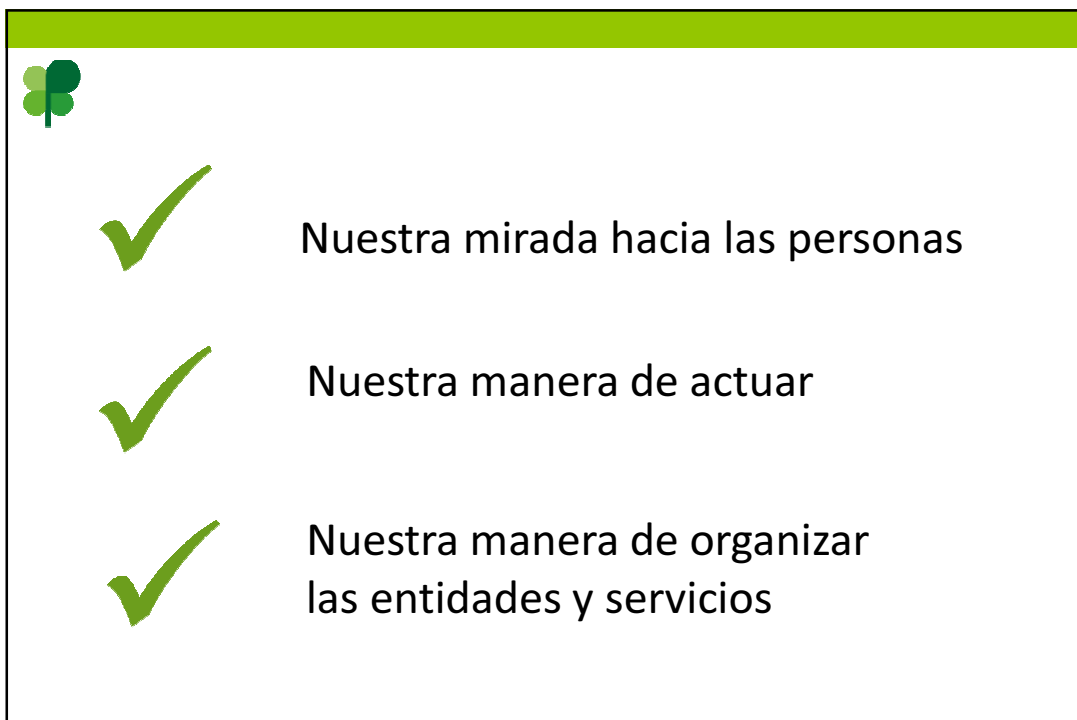 Nuestra mirada hacia las personas
Nuestra manera de actuar
Nuestra manera de organizar
las entidades y servicios